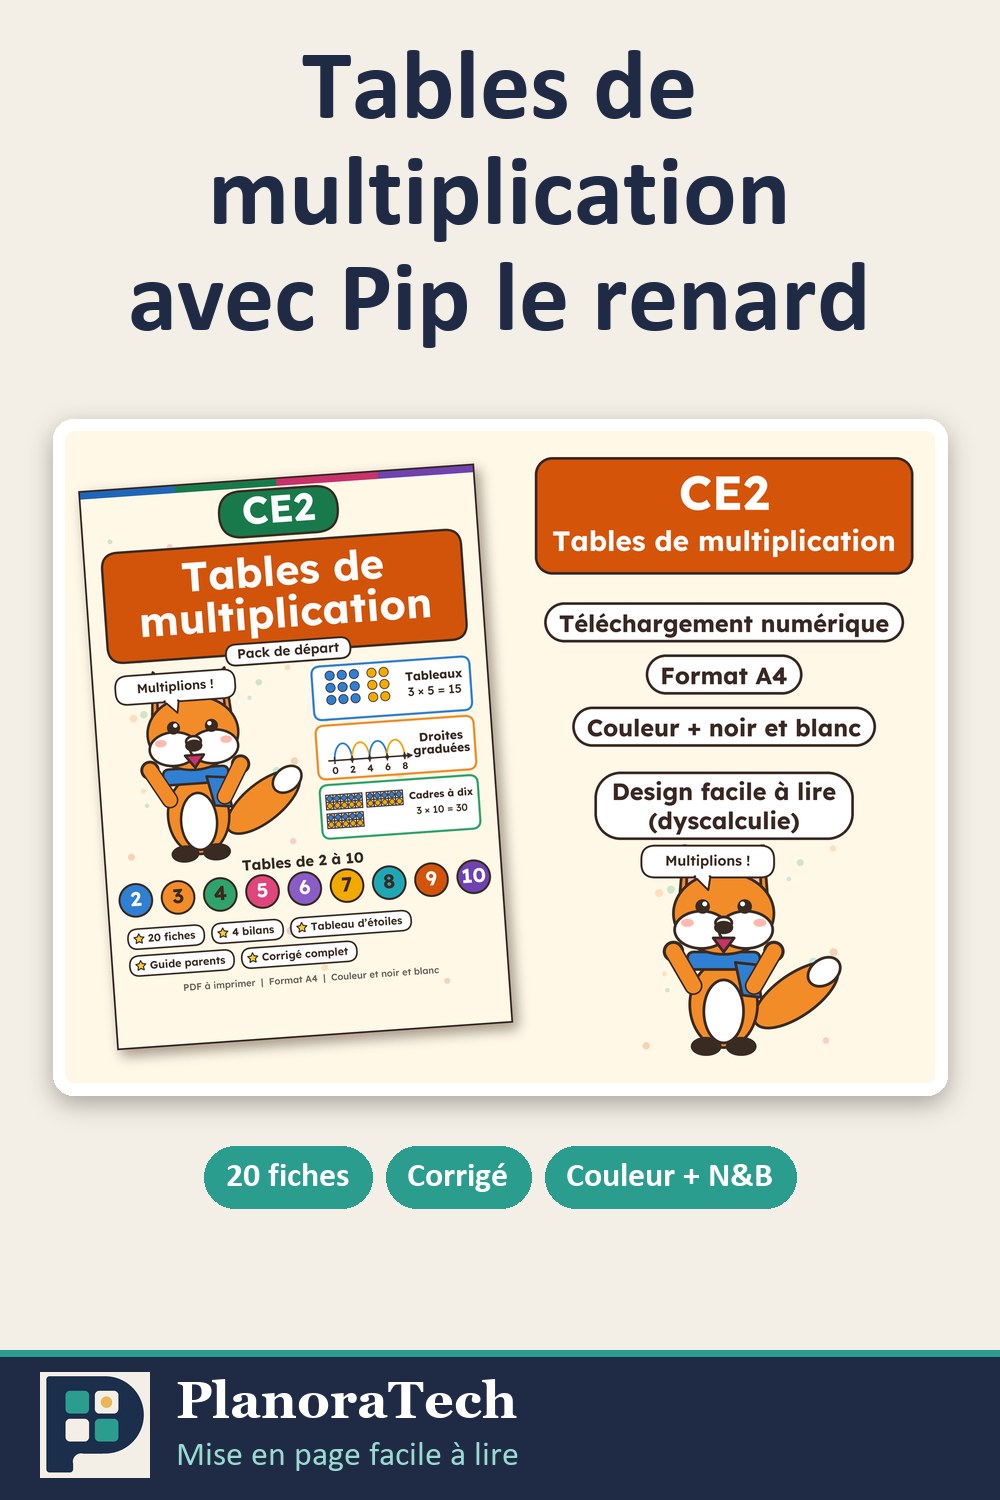 Tables de
multiplication
avec Pip le renard
CE2
Tables de
multiplication
Pack de départ
Multiplions !
Tableaux
3 × 5 = 15
Droites
graduées
0 2 4 6 8
Cadres à dix
3 × 10 = 30
Tables de 2 à 10
2 3 4 5 6 7 8 9 10
20 fiches
4 bilans
Tableau d'étoiles
Guide parents
Corrigé complet
PDF à imprimer | Format A4 | Couleur et noir et blanc
CE2
Tables de multiplication
Téléchargement numérique
Format A4
Couleur + noir et blanc
Design facile à lire
(dyscalculie)
Multiplions !
20 fiches
Corrigé
Couleur + N&B
PlanoraTech
Mise en page facile à lire